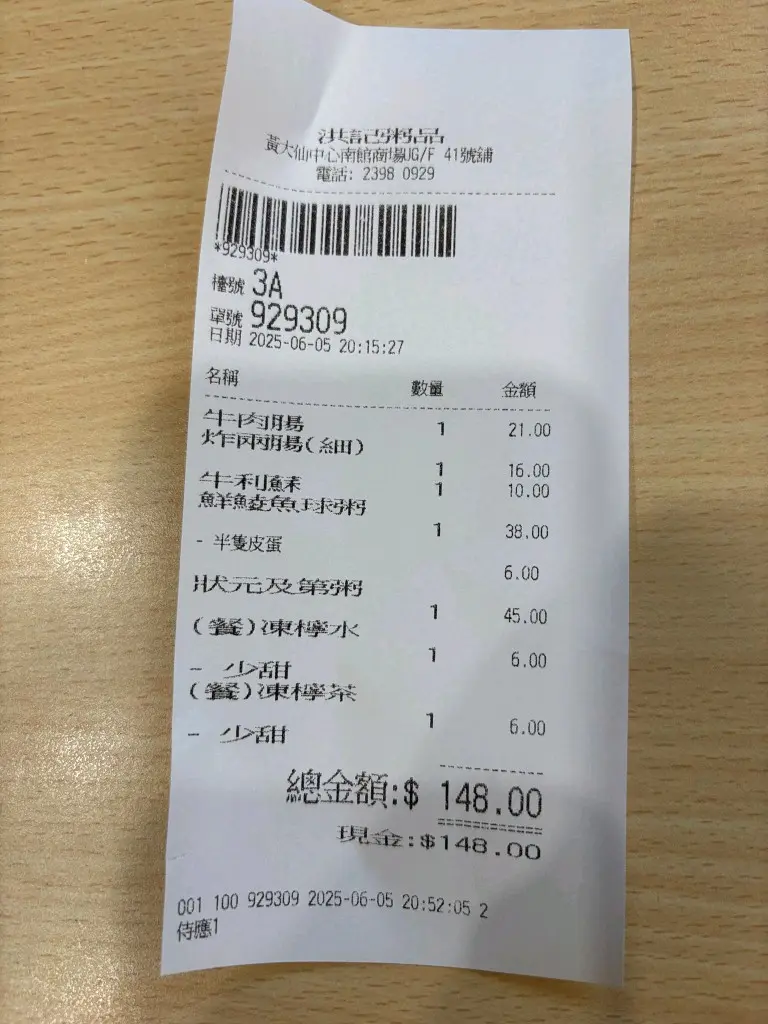 洪記粥品
黃大仙中心南館商場UG/F 41號舖
電話: 2398 0929
*929309*
檯號 3A
單號 929309
日期 2025-06-05 20:15:27
名稱 數量 金額
牛肉腸 1 21.00
炸兩腸(細)
1 16.00
牛利酥 1 10.00
鮮鯪魚球粥
1 38.00
- 半隻皮蛋
6.00
狀元及第粥
1 45.00
(餐)凍檸水
1 6.00
- 少甜
(餐)凍檸茶
1 6.00
- 少甜
總金額:$ 148.00
現金:$148.00
001 100 929309 2025-06-05 20:52:05 2
侍應1